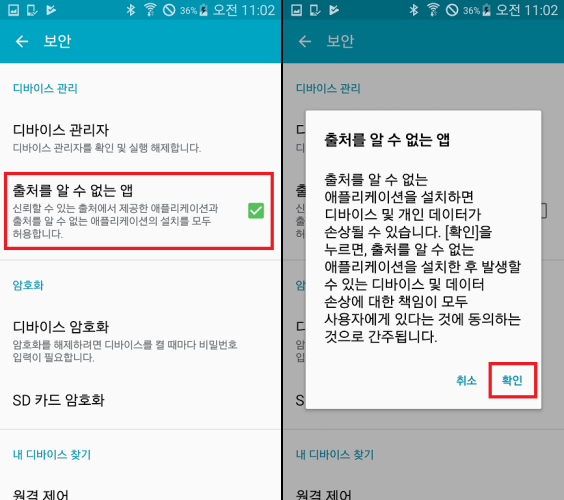 36% 오전 11:02
보안
디바이스 관리
디바이스 관리자
디바이스 관리자를 확인 및 실행 해제합니다.
출처를 알 수 없는 앱
신뢰할 수 있는 출처에서 제공한 애플리케이션과
출처를 알 수 없는 애플리케이션의 설치를 모두
허용합니다.
암호화
디바이스 암호화
암호화를 해제하려면 디바이스를 켤 때마다 비밀번호
입력이 필요합니다.
SD 카드 암호화
내 디바이스 찾기
원격 제어
36% 오전 11:02
보안
디바이스 관리
출처를 알 수 없는 앱
출처를 알 수 없는
애플리케이션을 설치하면
디바이스 및 개인 데이터가
손상될 수 있습니다. [확인]을
누르면, 출처를 알 수 없는
애플리케이션을 설치한 후 발생할
수 있는 디바이스 및 데이터
손상에 대한 책임이 모두
사용자에게 있다는 것에 동의하는
것으로 간주됩니다.
취소 확인
내 디바이스 찾기
원격 제어